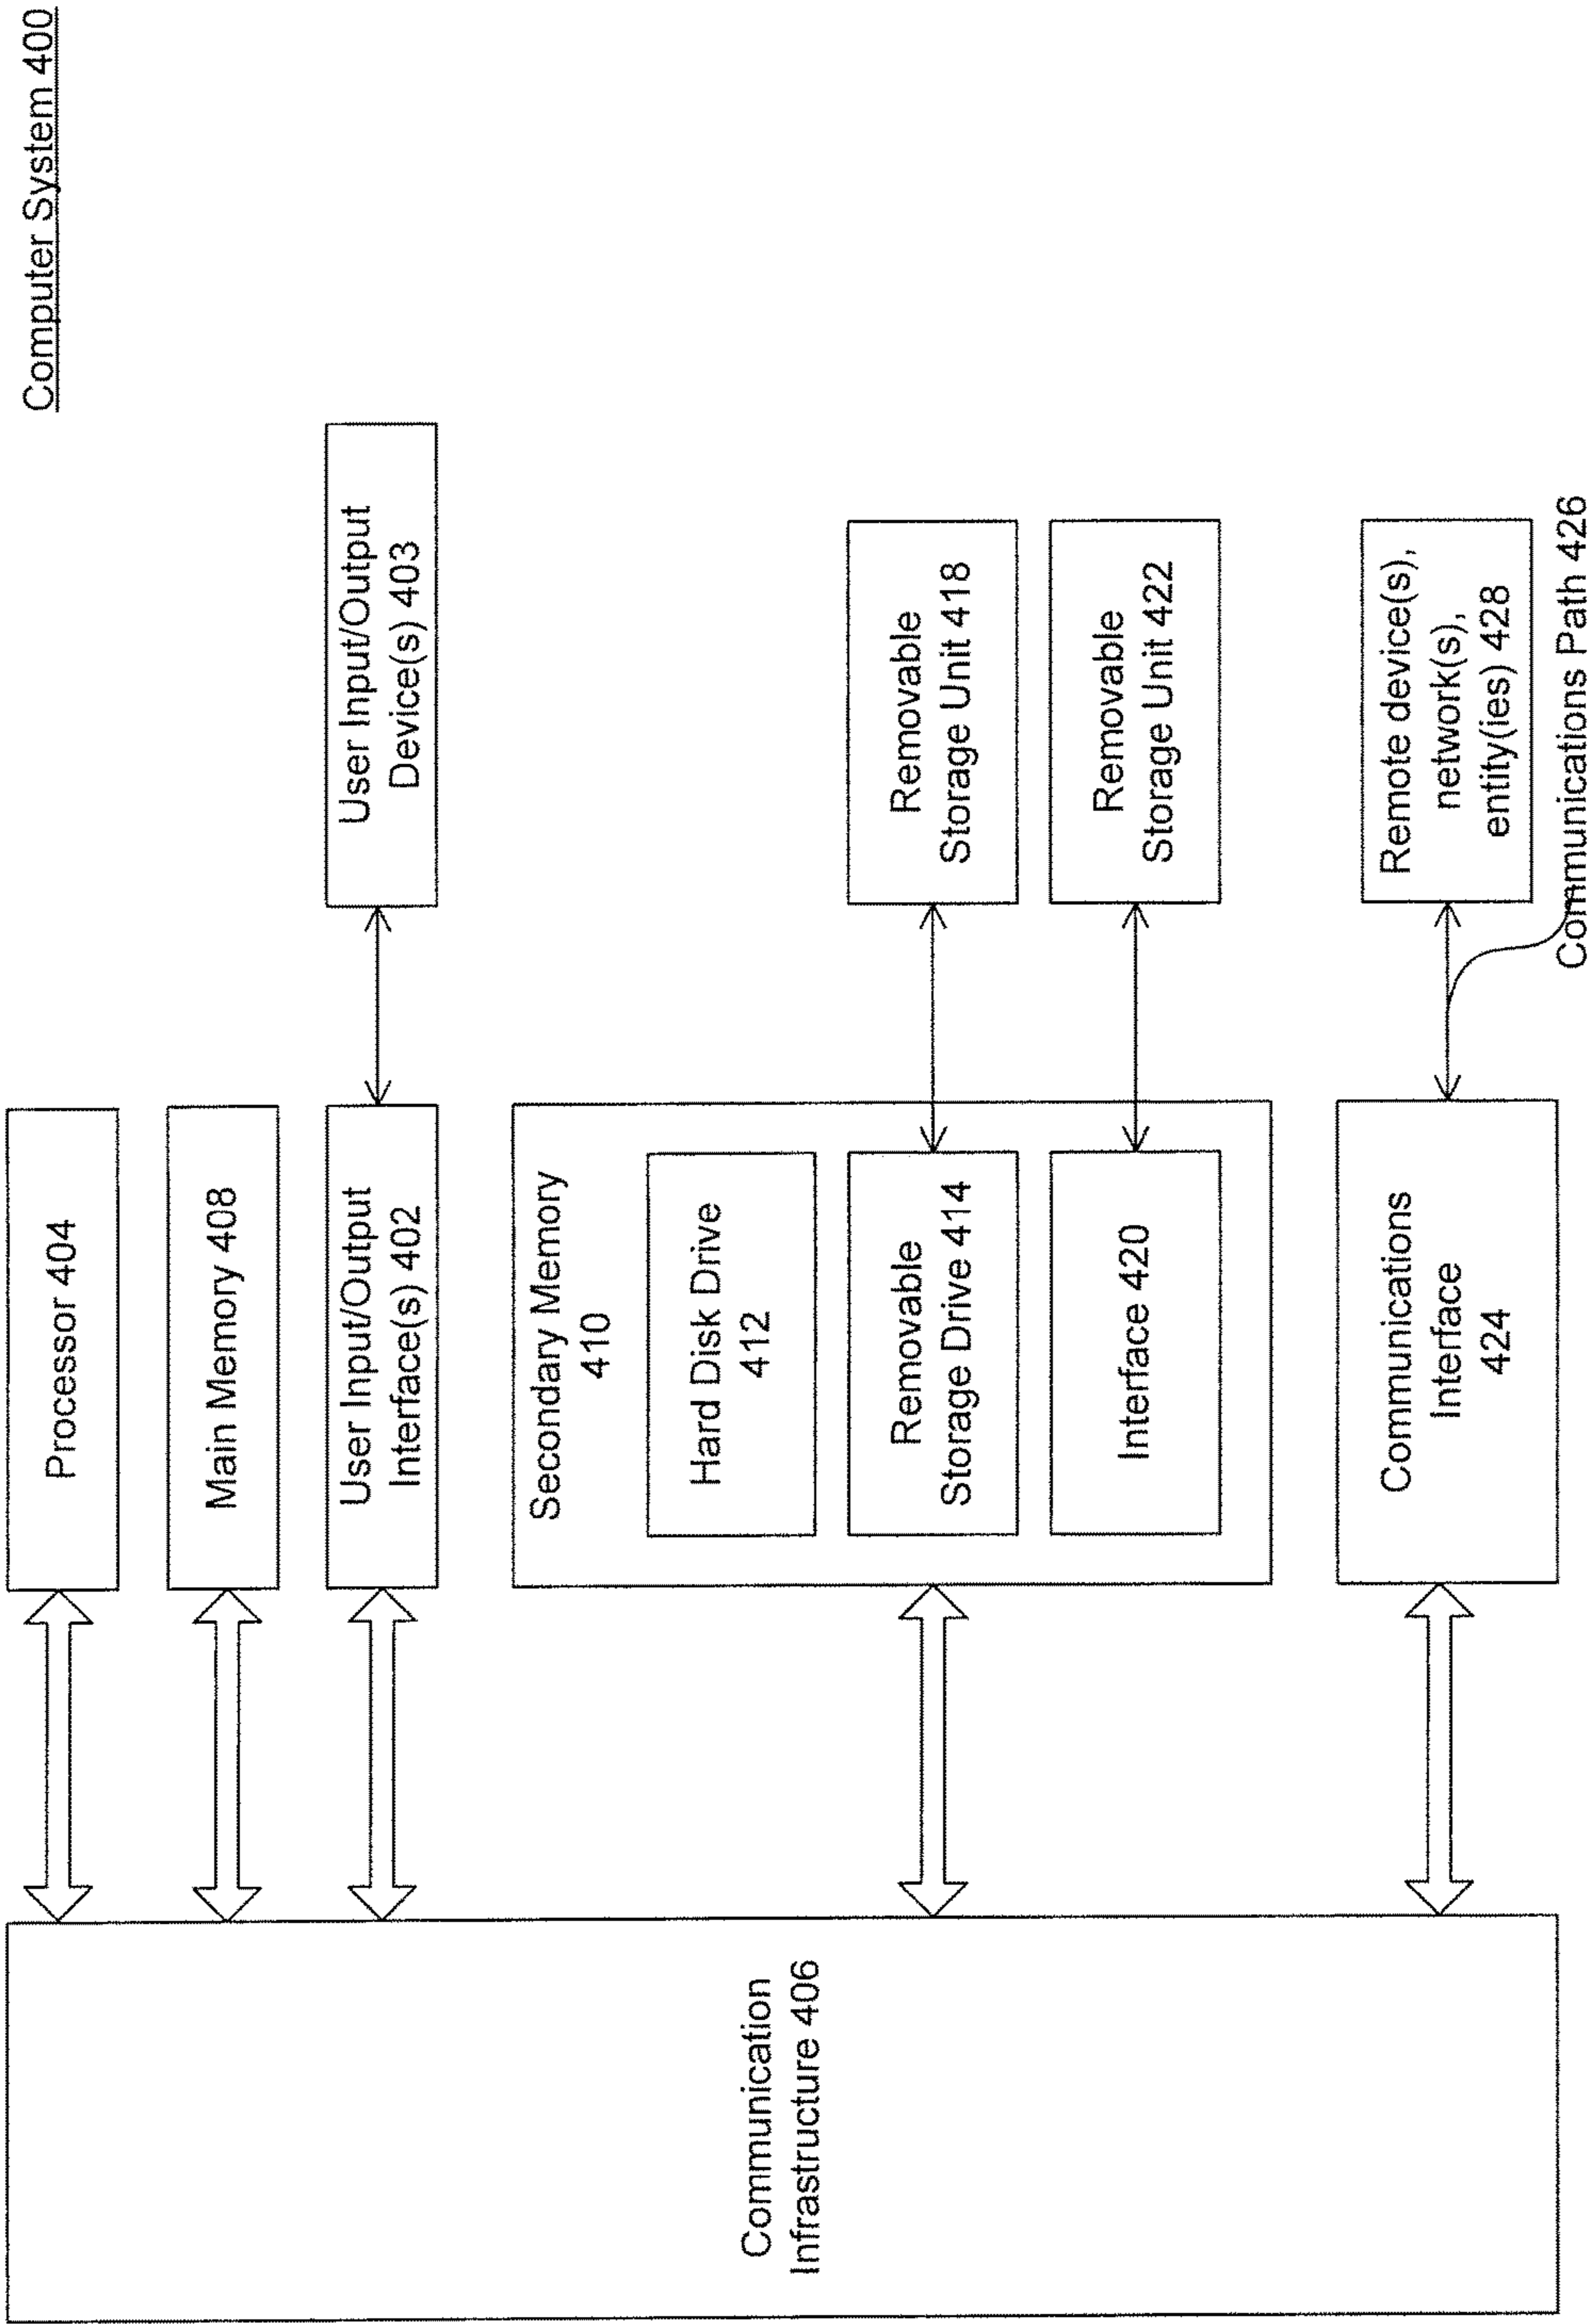 Computer System 400
Processor 404
Main Memory 408
User Input/Output
Interface(s) 402
User Input/Output
Device(s) 403
Secondary Memory
410
Hard Disk Drive
412
Removable
Storage Drive 414
Removable
Storage Unit 418
Interface 420
Removable
Storage Unit 422
Communications
Interface
424
Remote device(s),
network(s),
entity(ies) 428
Communications Path 426
Communication
Infrastructure 406